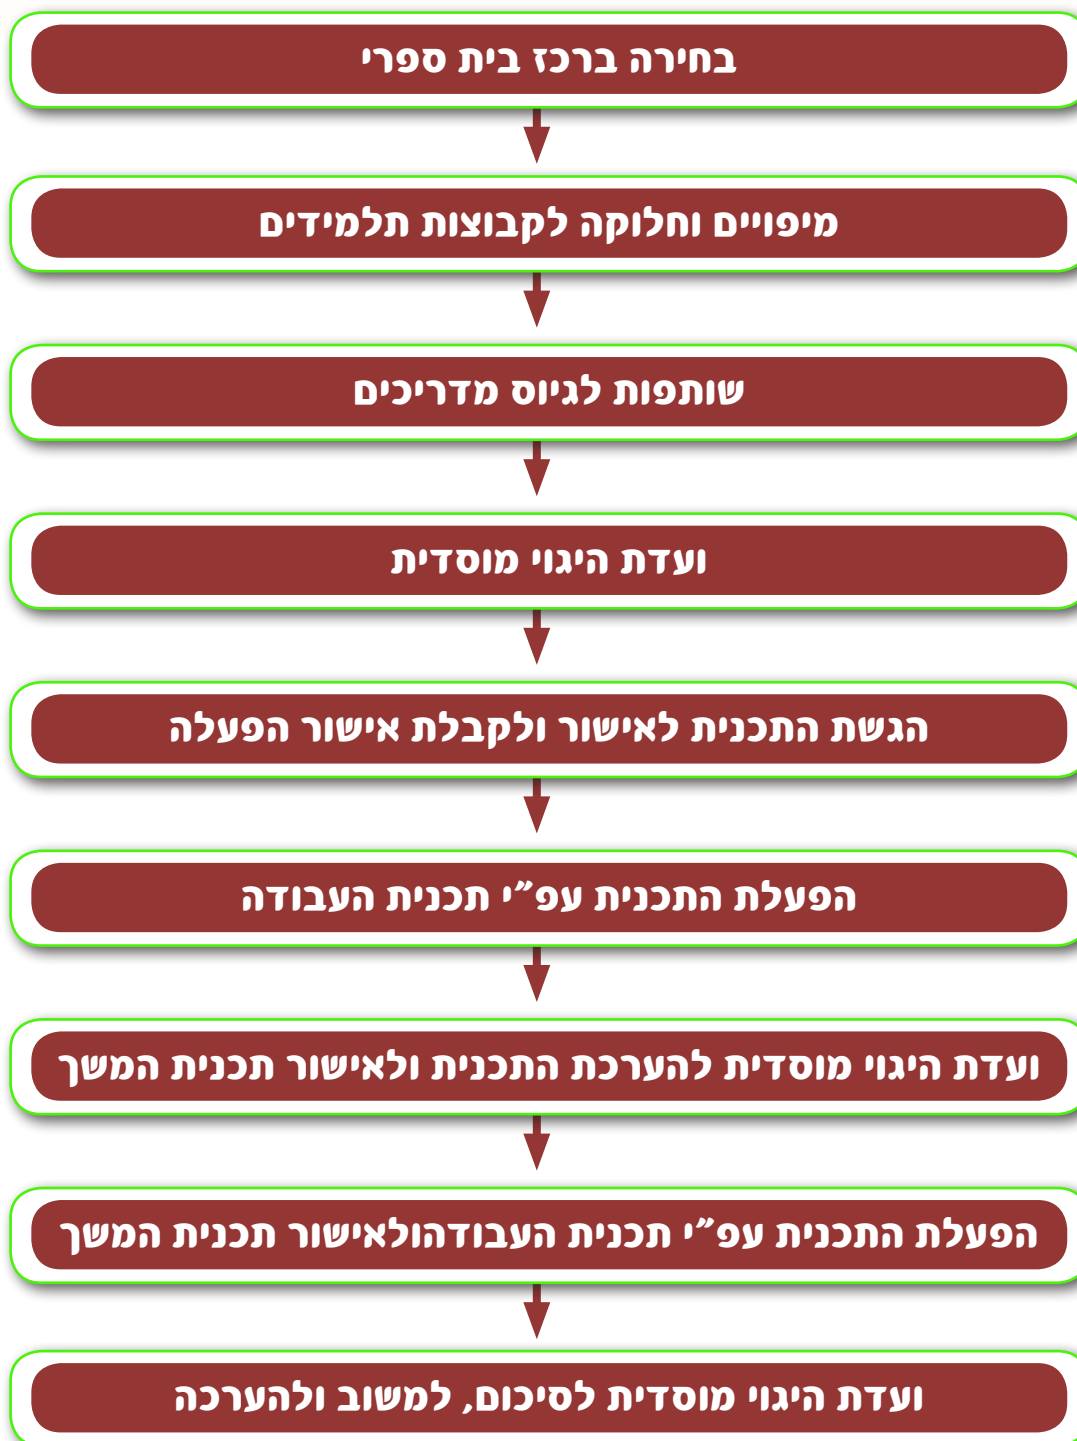 בחירה ברכז בית ספרי
מיפויים וחלוקה לקבוצות תלמידים
שותפות לגיוס מדריכים
ועדת היגוי מוסדית
הגשת התכנית לאישור ולקבלת אישור הפעלה
הפעלת התכנית עפ״י תכנית העבודה
ועדת היגוי מוסדית להערכת התכנית ולאישור תכנית המשך
הפעלת התכנית עפ״י תכנית העבודהולאישור תכנית המשך
ועדת היגוי מוסדית לסיכום, למשוב ולהערכה